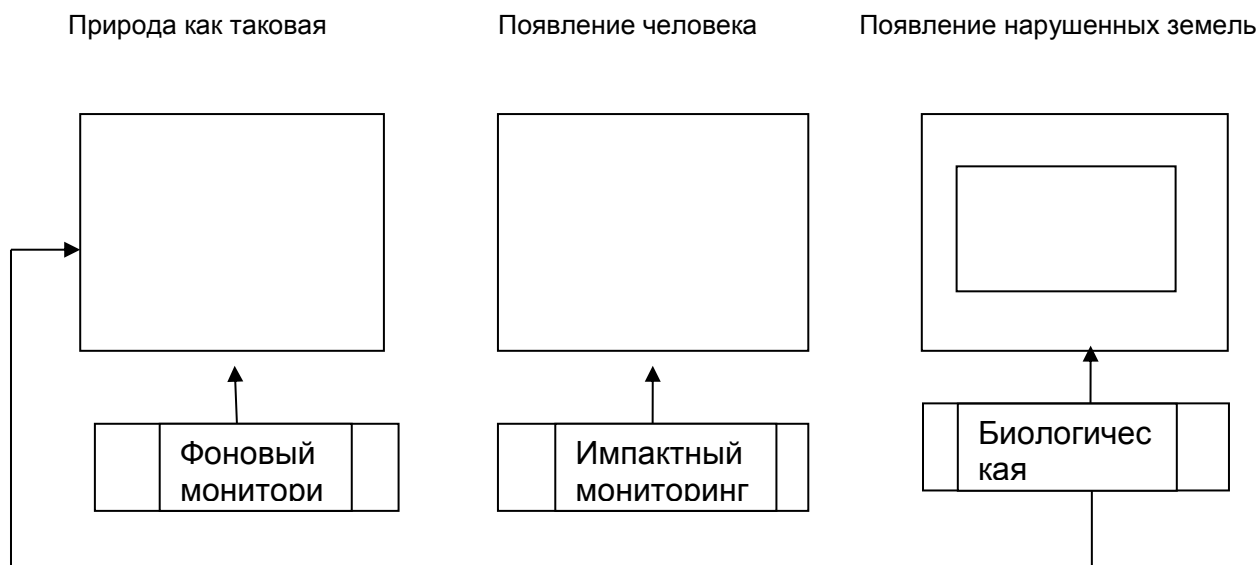 Природа как таковая
Появление человека
Появление нарушенных земель
Фоновый
монитори
Импактный
мониторинг
Биологичес
кая